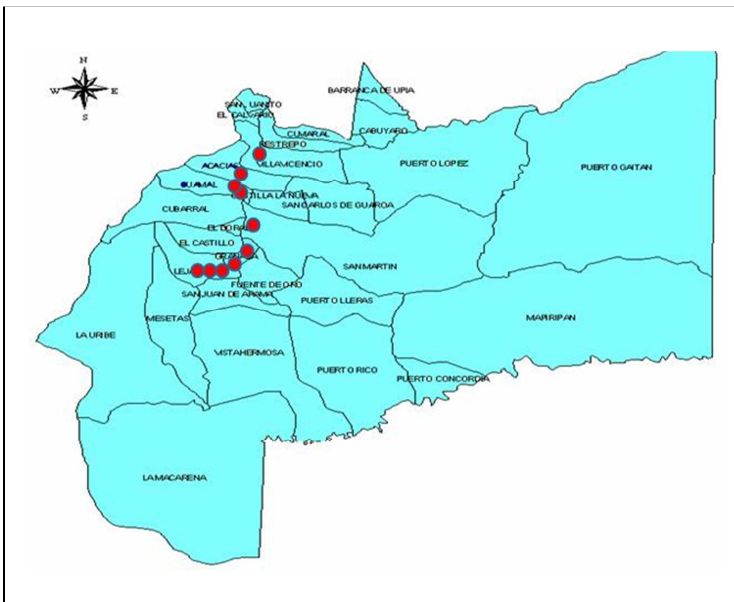 N
W E
S
BARRANCA DE UPIA
EL CALVARIO
CUMARAL
CABUYARO
RESTREPO
ACACIAS
VILLAVICENCIO
PUERTO LOPEZ
PUERTO GAITAN
GUAMAL
SAN CARLOS DE GUAROA
CUBARRAL
EL CASTILLO
SAN MARTIN
FUENTE DE ORO
SAN JUAN DE ARAMA
PUERTO LLERAS
MESETAS
MAPIRIPAN
LA URIBE
VISTAHERMOSA
PUERTO RICO
PUERTO CONCORDIA
LA MACARENA